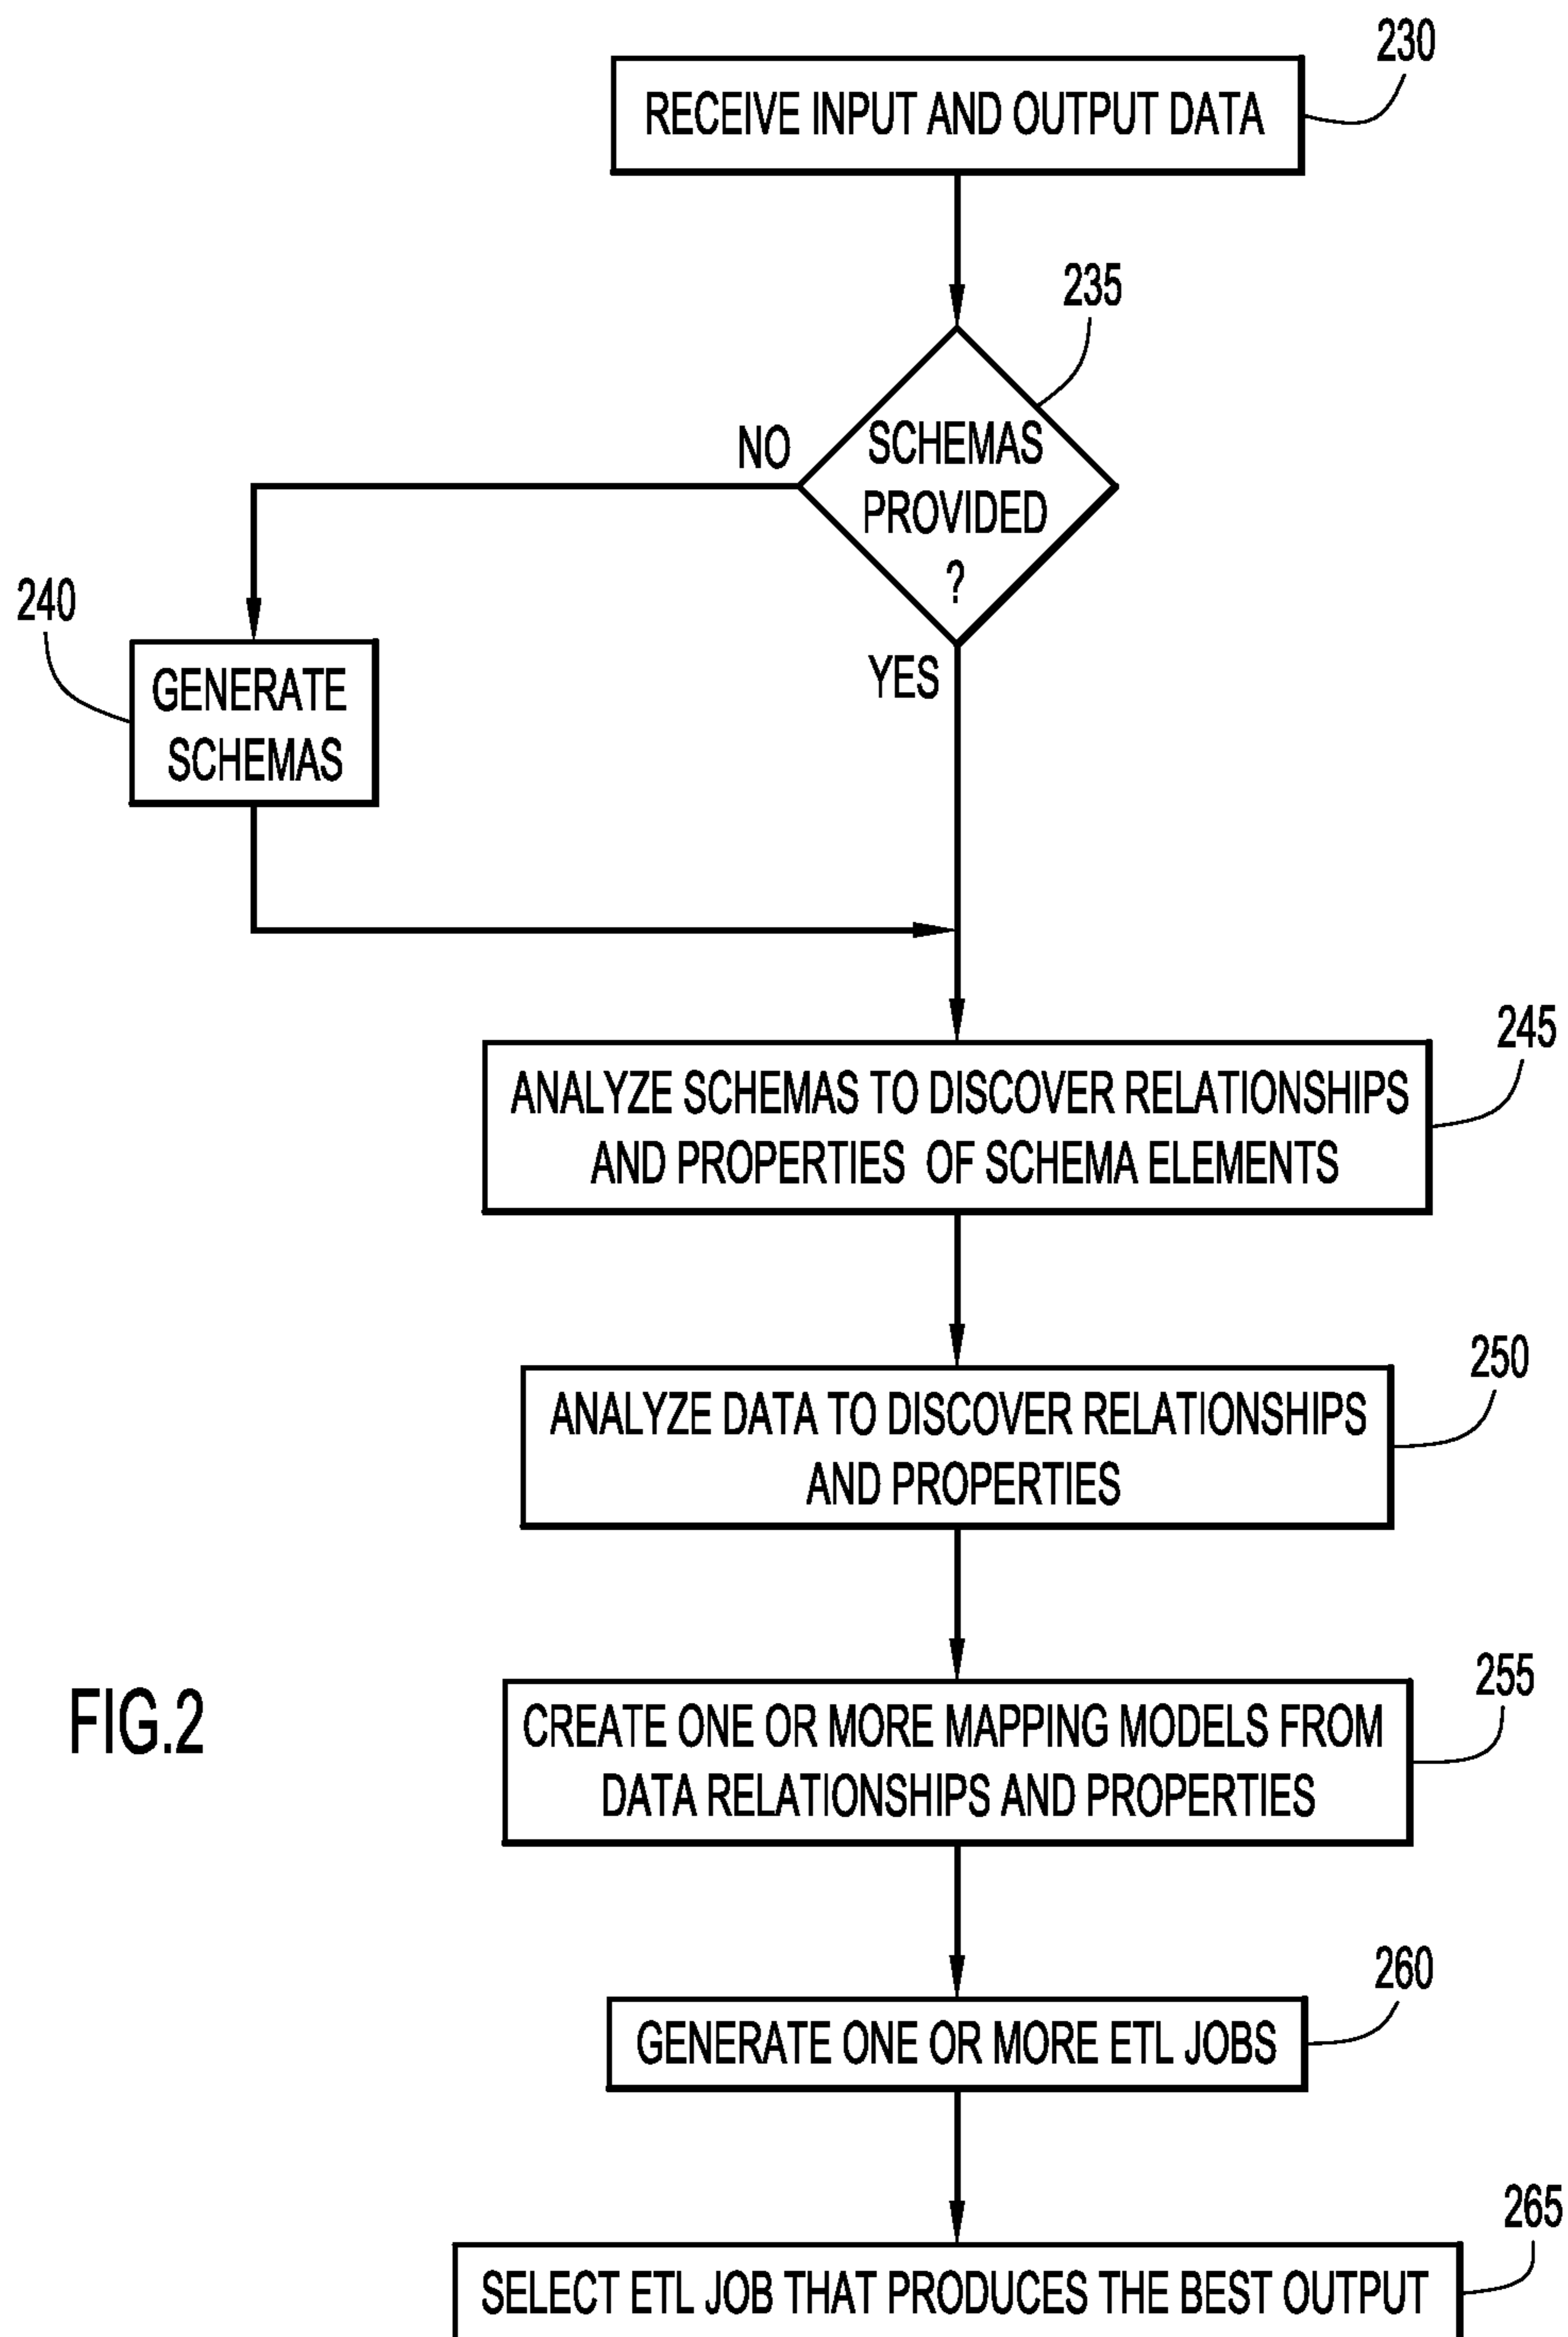 230
RECEIVE INPUT AND OUTPUT DATA
235
SCHEMAS
PROVIDED
?
NO
YES
240
GENERATE
SCHEMAS
245
ANALYZE SCHEMAS TO DISCOVER RELATIONSHIPS
AND PROPERTIES OF SCHEMA ELEMENTS
250
ANALYZE DATA TO DISCOVER RELATIONSHIPS
AND PROPERTIES
255
CREATE ONE OR MORE MAPPING MODELS FROM
DATA RELATIONSHIPS AND PROPERTIES
FIG.2
260
GENERATE ONE OR MORE ETL JOBS
265
SELECT ETL JOB THAT PRODUCES THE BEST OUTPUT